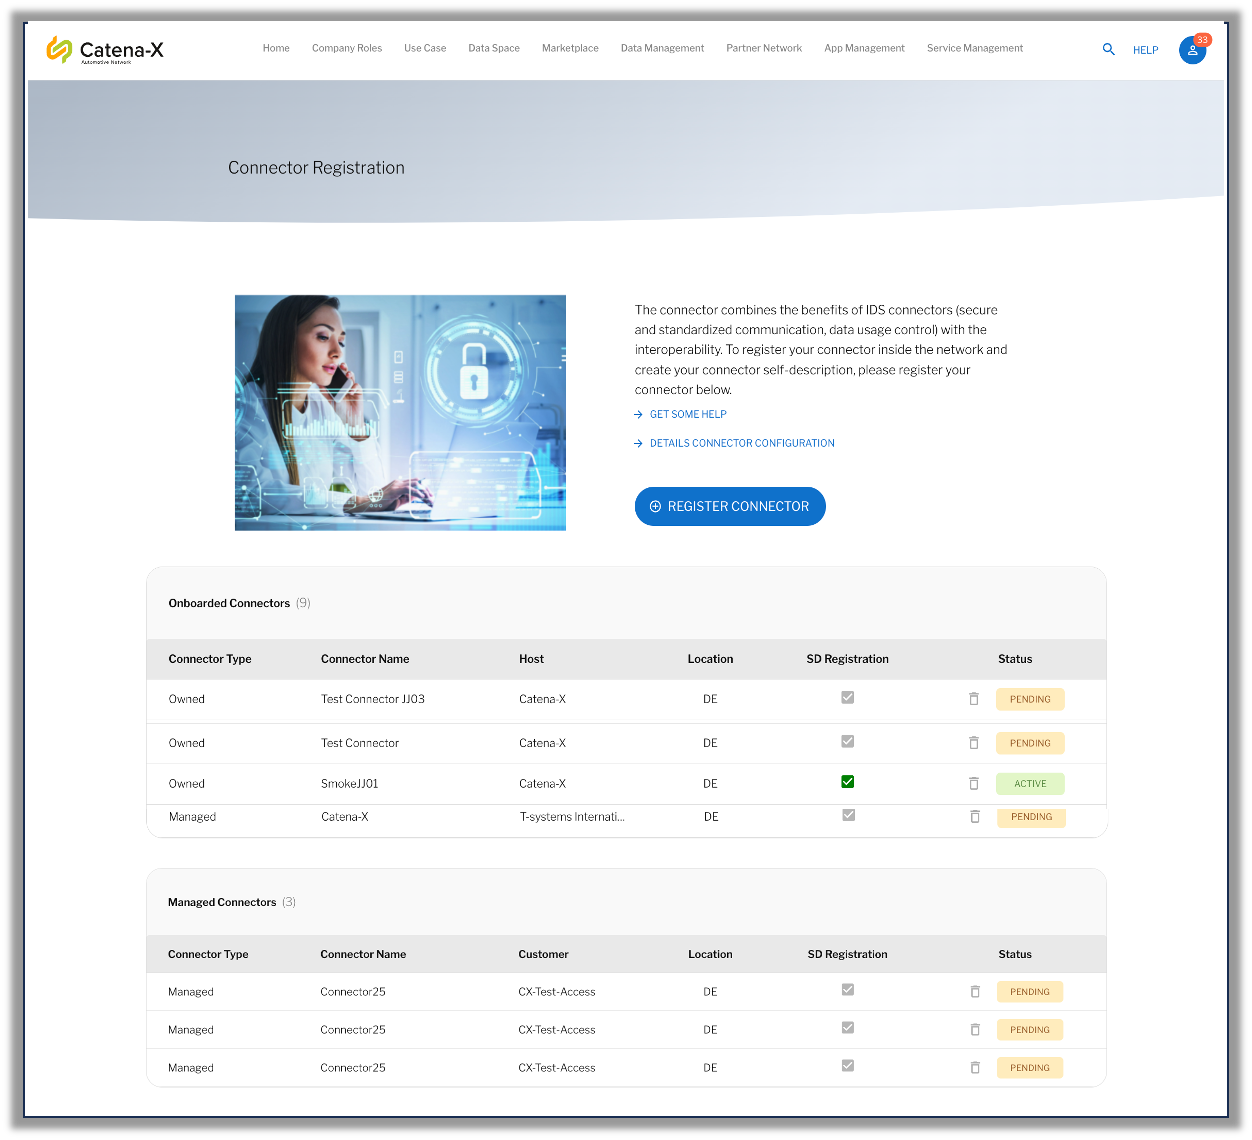 Catena-X
Automotive Network
Home Company Roles Use Case Data Space Marketplace Data Management Partner Network App Management Service Management
HELP
33
Connector Registration
The connector combines the benefits of IDS connectors (secure
and standardized communication, data usage control) with the
interoperability. To register your connector inside the network and
create your connector self-description, please register your
connector below.
GET SOME HELP
DETAILS CONNECTOR CONFIGURATION
REGISTER CONNECTOR
Onboarded Connectors (9)
Connector Type Connector Name Host Location SD Registration Status
Owned Test Connector JJ03 Catena-X DE PENDING
Owned Test Connector Catena-X DE PENDING
Owned SmokeJJ01 Catena-X DE ACTIVE
Managed Catena-X T-systems Internati... DE PENDING
Managed Connectors (3)
Connector Type Connector Name Customer Location SD Registration Status
Managed Connector25 CX-Test-Access DE PENDING
Managed Connector25 CX-Test-Access DE PENDING
Managed Connector25 CX-Test-Access DE PENDING